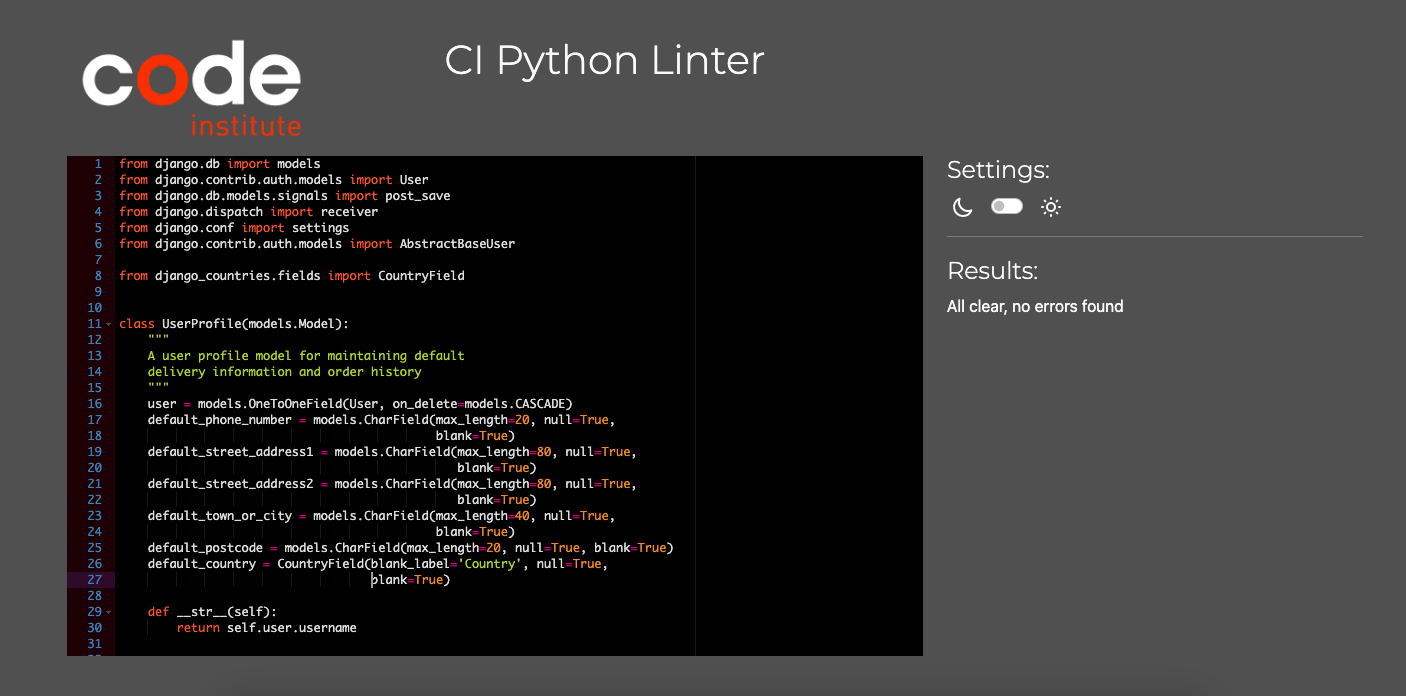 code
institute
CI Python Linter
1 from django.db import models
2 from django.contrib.auth.models import User
3 from django.db.models.signals import post_save
4 from django.dispatch import receiver
5 from django.conf import settings
6 from django.contrib.auth.models import AbstractBaseUser
7
8 from django_countries.fields import CountryField
9
10
11 class UserProfile(models.Model):
12     """
13     A user profile model for maintaining default
14     delivery information and order history
15     """
16     user = models.OneToOneField(User, on_delete=models.CASCADE)
17     default_phone_number = models.CharField(max_length=20, null=True,
18                                             blank=True)
19     default_street_address1 = models.CharField(max_length=80, null=True,
20                                                blank=True)
21     default_street_address2 = models.CharField(max_length=80, null=True,
22                                                blank=True)
23     default_town_or_city = models.CharField(max_length=40, null=True,
24                                             blank=True)
25     default_postcode = models.CharField(max_length=20, null=True, blank=True)
26     default_country = CountryField(blank_label='Country', null=True,
27                                    blank=True)
28
29     def __str__(self):
30         return self.user.username
31
Settings:
Results:
All clear, no errors found